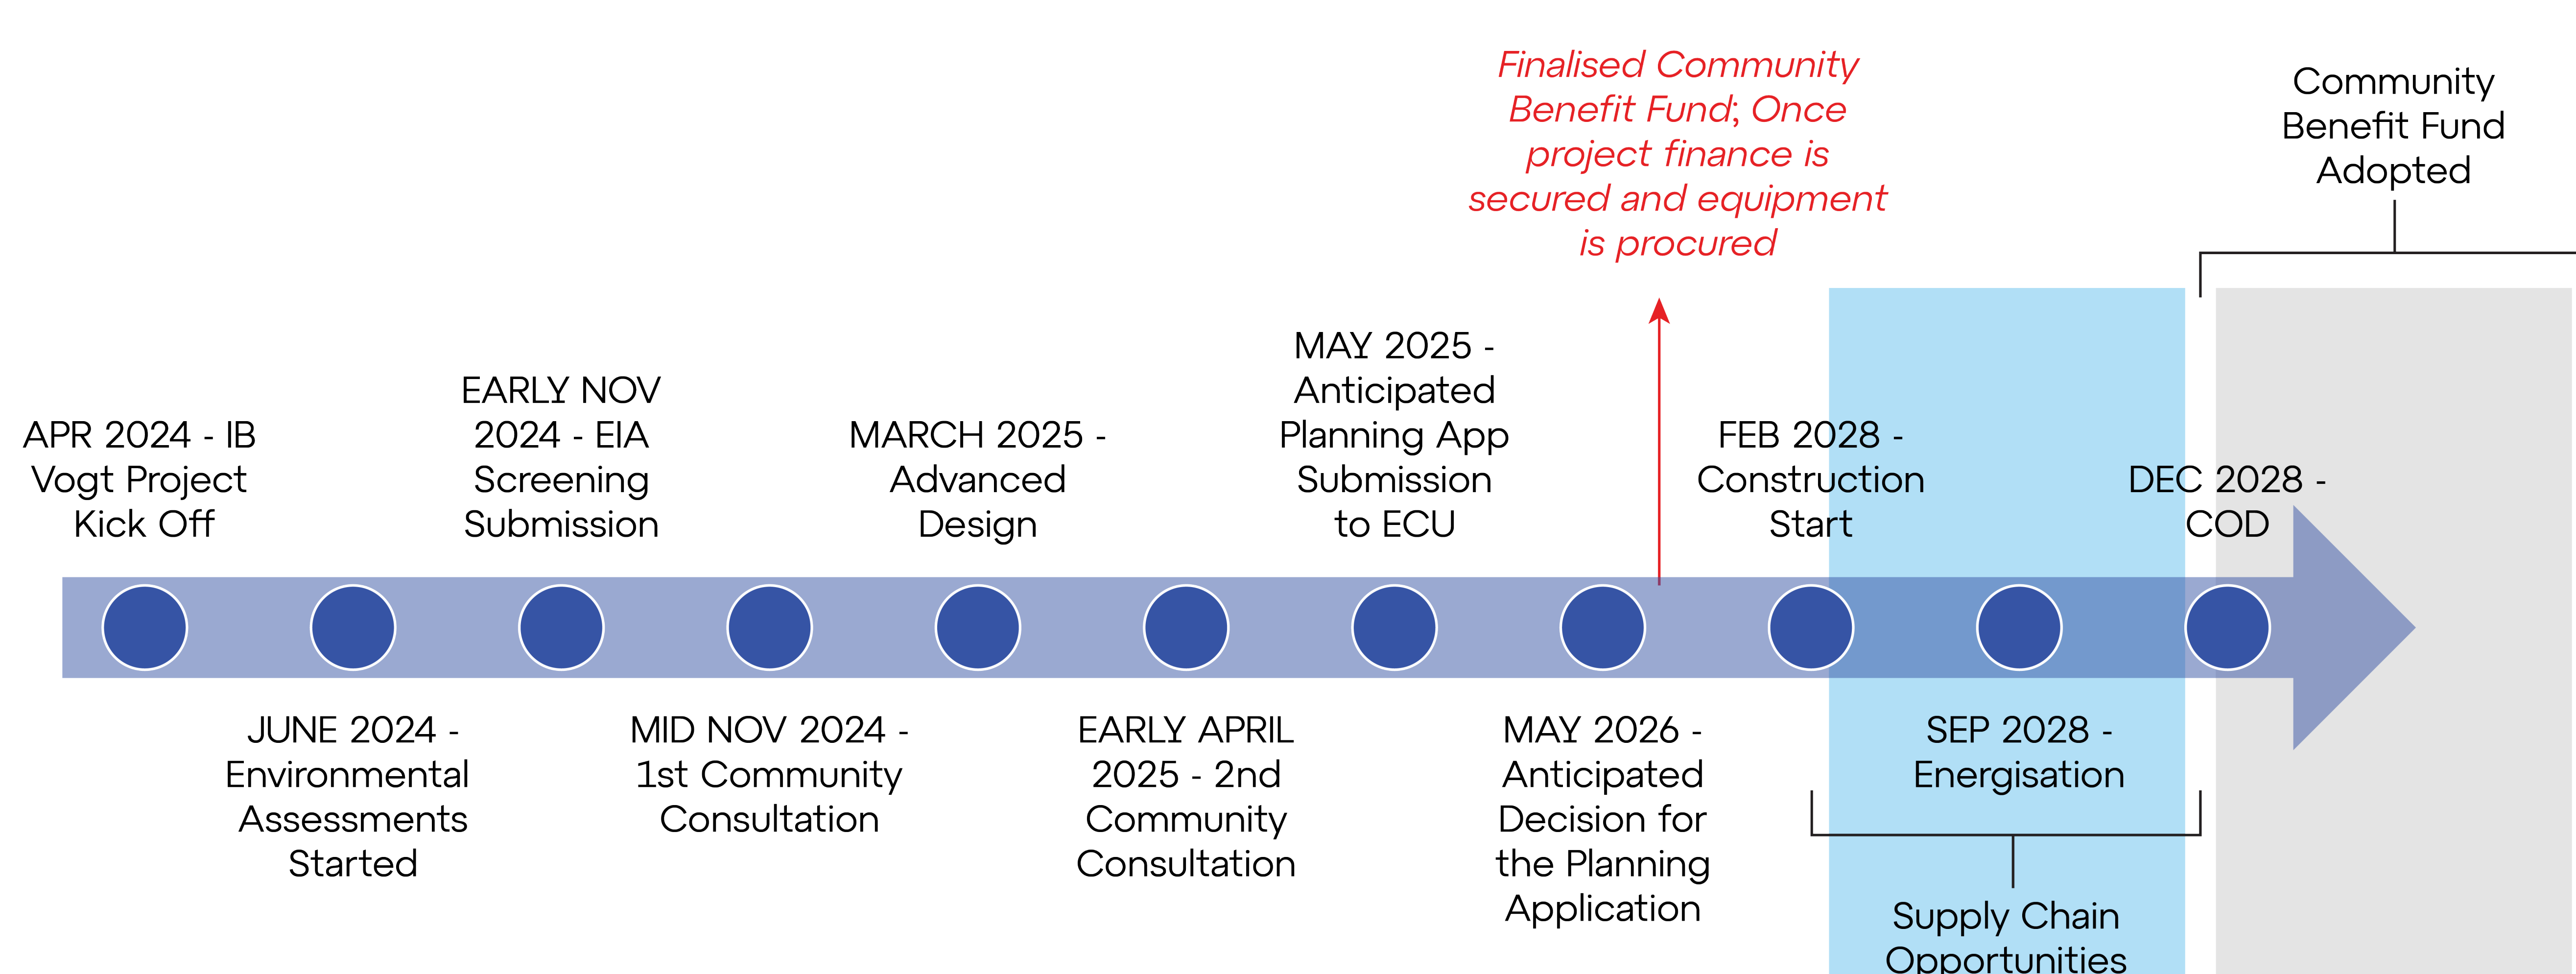 Finalised Community
Benefit Fund; Once
project finance is
secured and equipment
is procured
Community
Benefit Fund
Adopted
APR 2024 - IB
Vogt Project
Kick Off
EARLY NOV
2024 - EIA
Screening
Submission
MARCH 2025 -
Advanced
Design
MAY 2025 -
Anticipated
Planning App
Submission
to ECU
FEB 2028 -
Construction
Start
DEC 2028 -
COD
JUNE 2024 -
Environmental
Assessments
Started
MID NOV 2024 -
1st Community
Consultation
EARLY APRIL
2025 - 2nd
Community
Consultation
MAY 2026 -
Anticipated
Decision for
the Planning
Application
SEP 2028 -
Energisation
Supply Chain
Opportunities